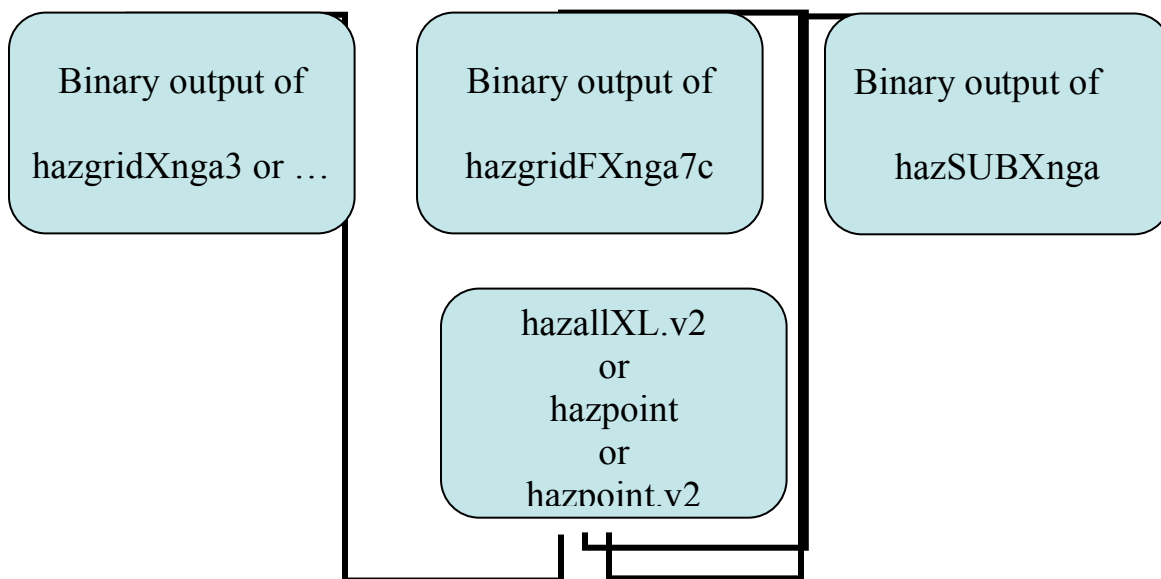 Binary output of
hazgridXnga3 or …
Binary output of
hazgridFXnga7c
Binary output of
hazSUBXnga
hazallXL.v2
or
hazpoint
or
hazpoint.v2